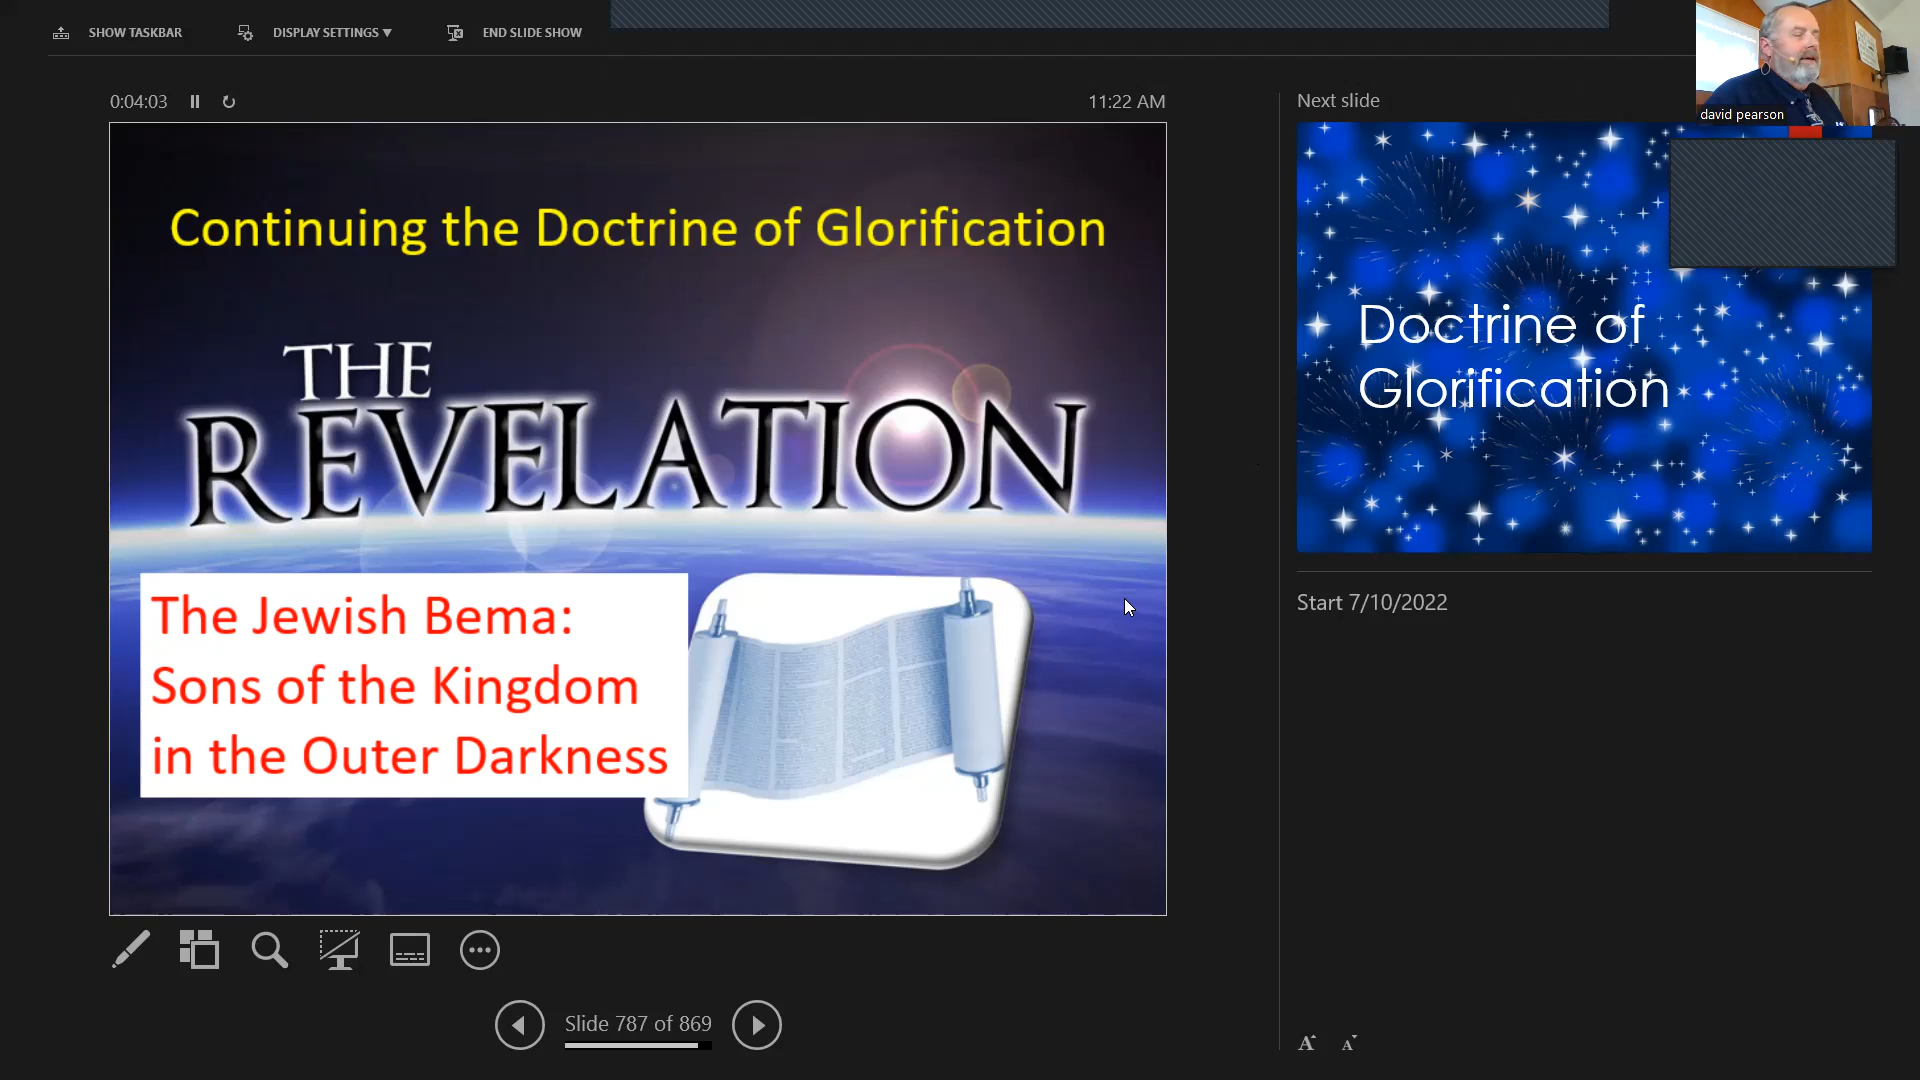 SHOW TASKBAR
DISPLAY SETTINGS ▼
END SLIDE SHOW
0:04:03
11:22 AM
Continuing the Doctrine of Glorification
THE
REVELATION
The Jewish Bema:
Sons of the Kingdom
in the Outer Darkness
Slide 787 of 869
Next slide
david pearson
Doctrine of
Glorification
Start 7/10/2022
A
A